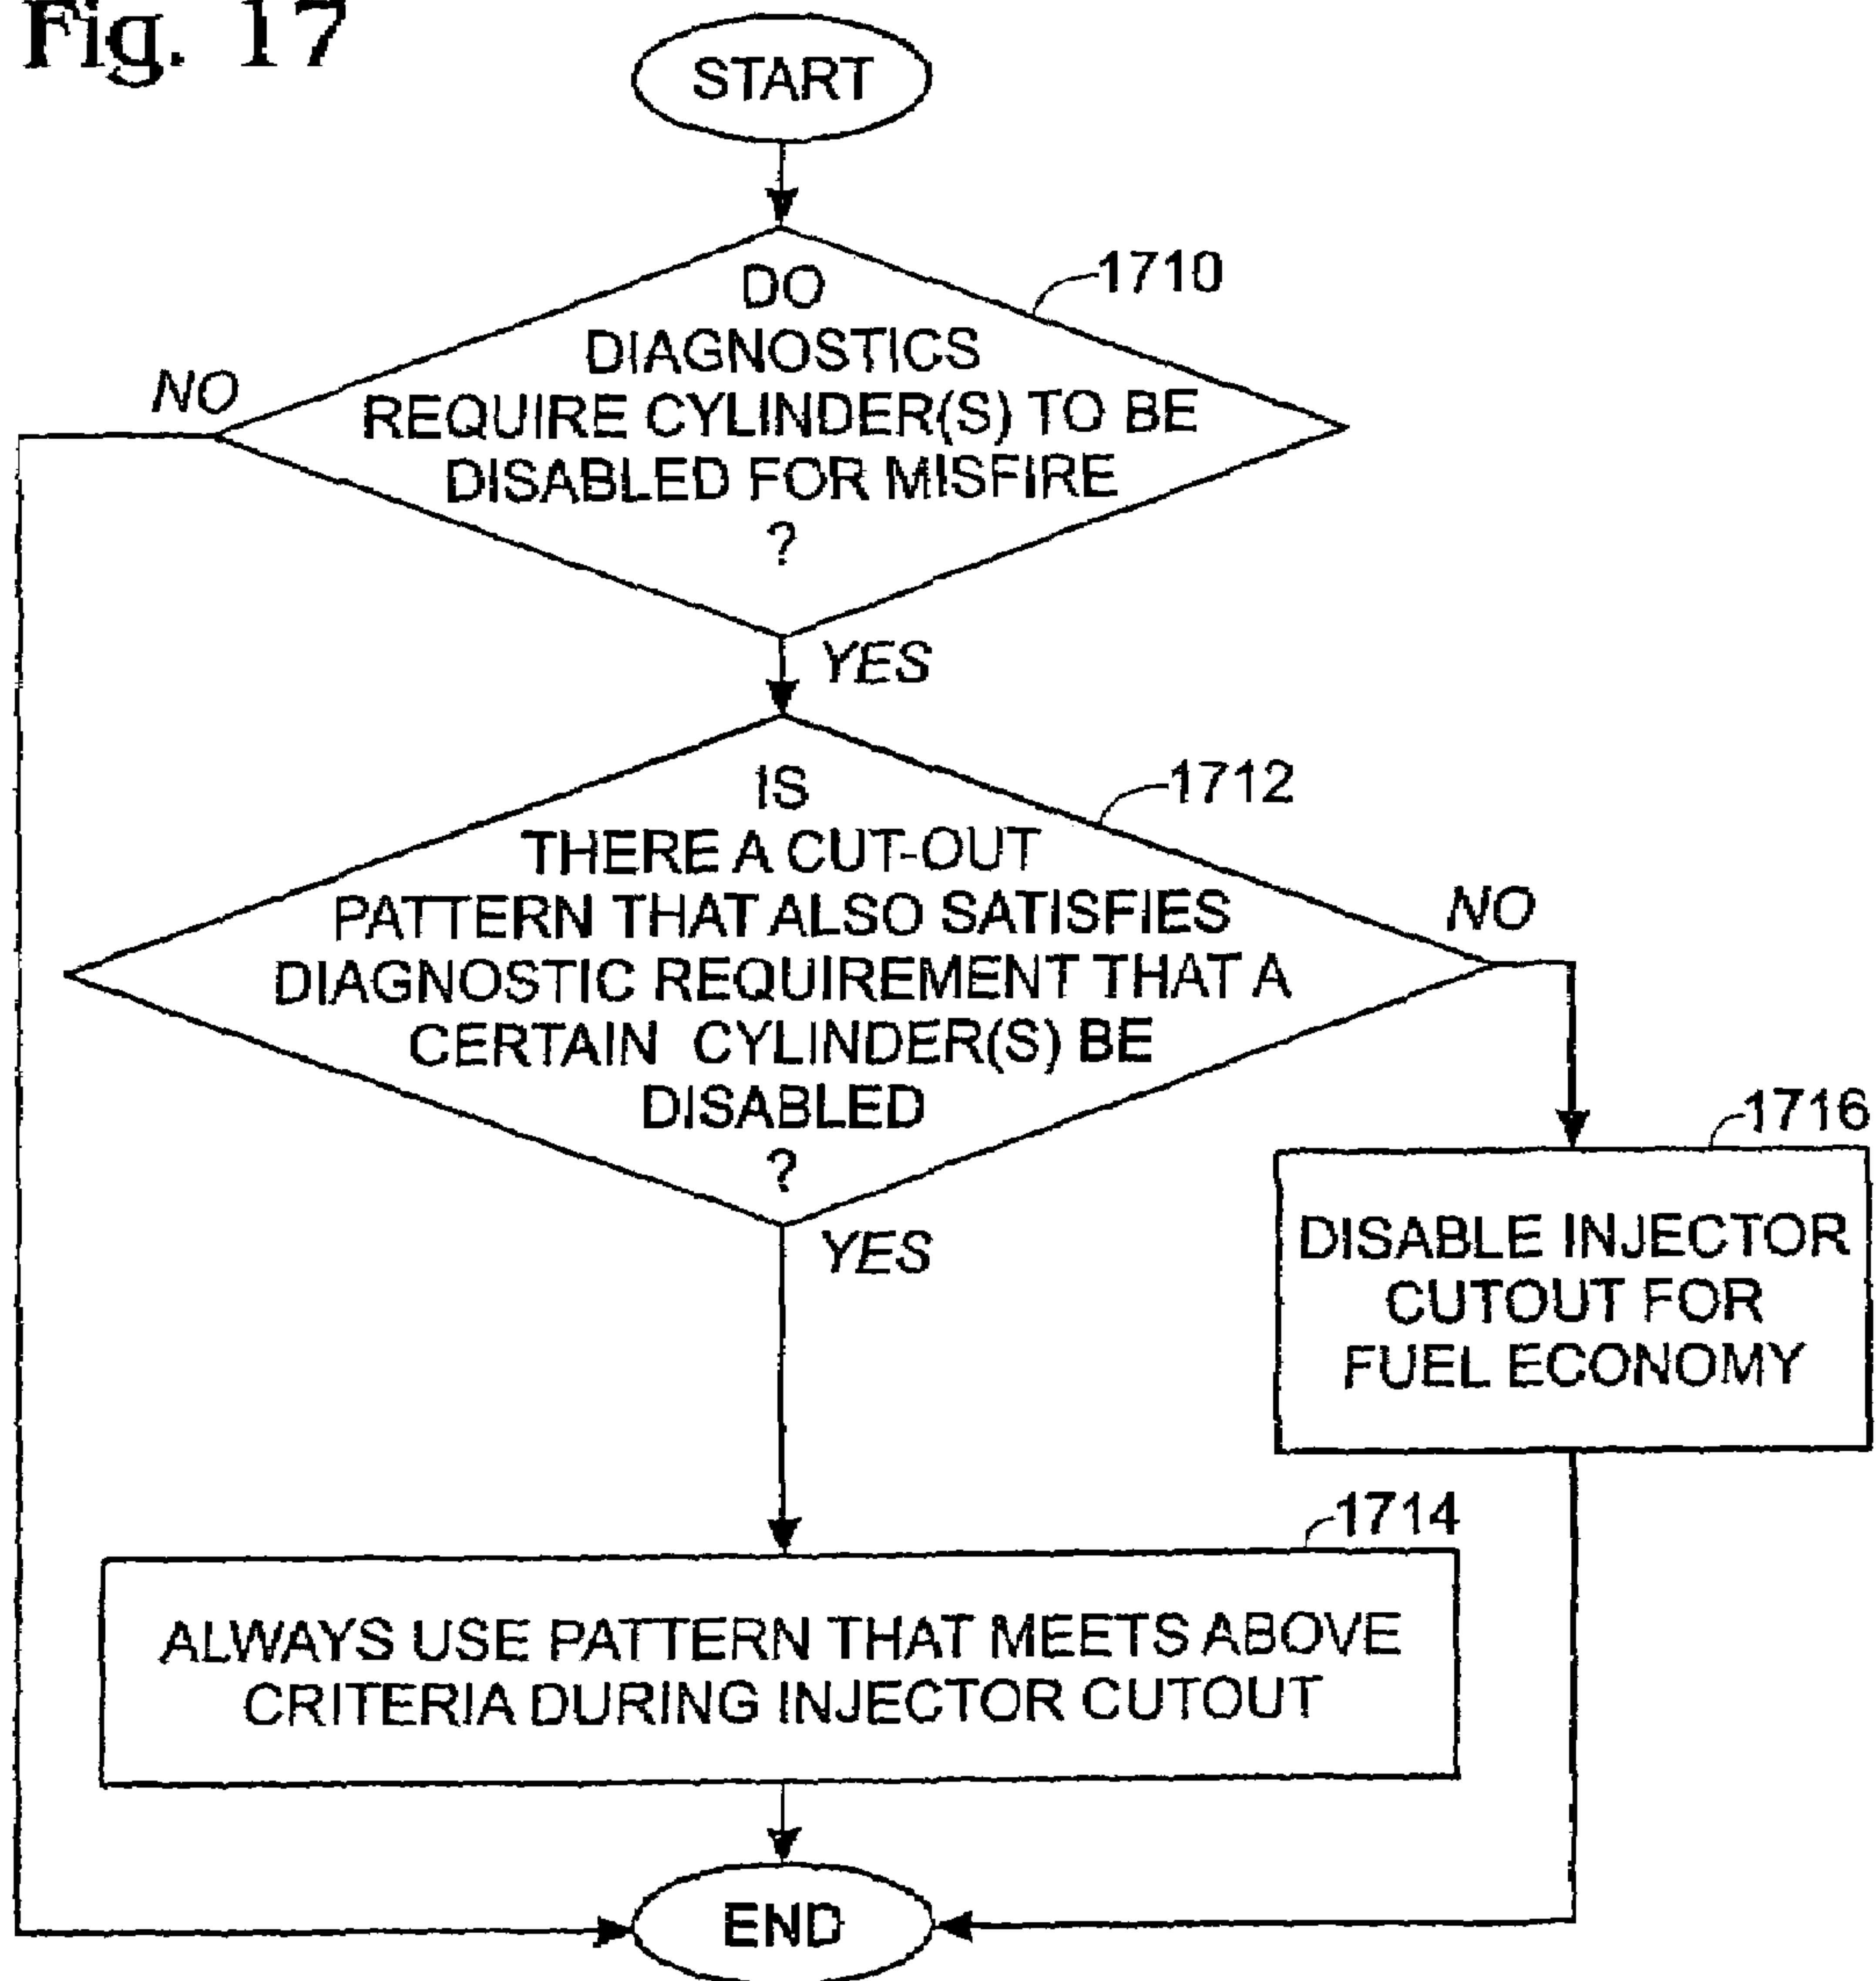 Fig. 17
START
1710
DO
DIAGNOSTICS
REQUIRE CYLINDER(S) TO BE
DISABLED FOR MISFIRE
?
NO
YES
1712
IS
THERE A CUT-OUT
PATTERN THAT ALSO SATISFIES
DIAGNOSTIC REQUIREMENT THAT A
CERTAIN CYLINDER(S) BE
DISABLED
?
NO
YES
1716
DISABLE INJECTOR
CUTOUT FOR
FUEL ECONOMY
1714
ALWAYS USE PATTERN THAT MEETS ABOVE
CRITERIA DURING INJECTOR CUTOUT
END